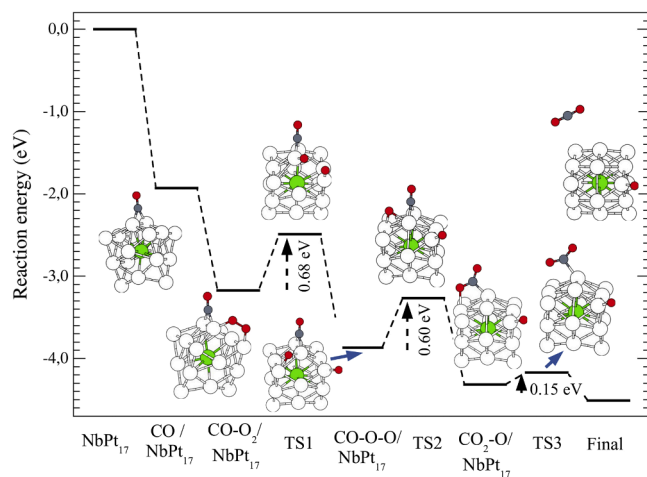 Reaction energy (eV)
0,0
-1,0
-2,0
-3,0
-4,0
0.68 eV
0.60 eV
0.15 eV
NbPt₁₇
CO /
NbPt₁₇
CO-O₂/
NbPt₁₇
TS1
CO-O-O/
NbPt₁₇
TS2
CO₂-O/
NbPt₁₇
TS3
Final